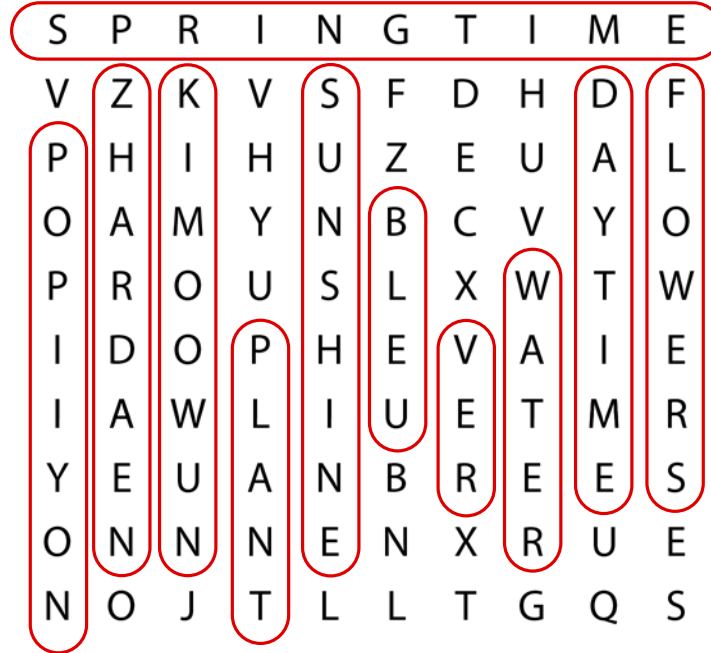 S P R I N G T I M E
V Z K V S F D H D F
P H I H U Z E U A L
O A M Y N B C V Y O
P R O U S L X W T W
I D O P H E V A I E
I A W L I U E T M R
Y E U A N B R E E S
O N N N E N X R U E
N O J T L L T G Q S